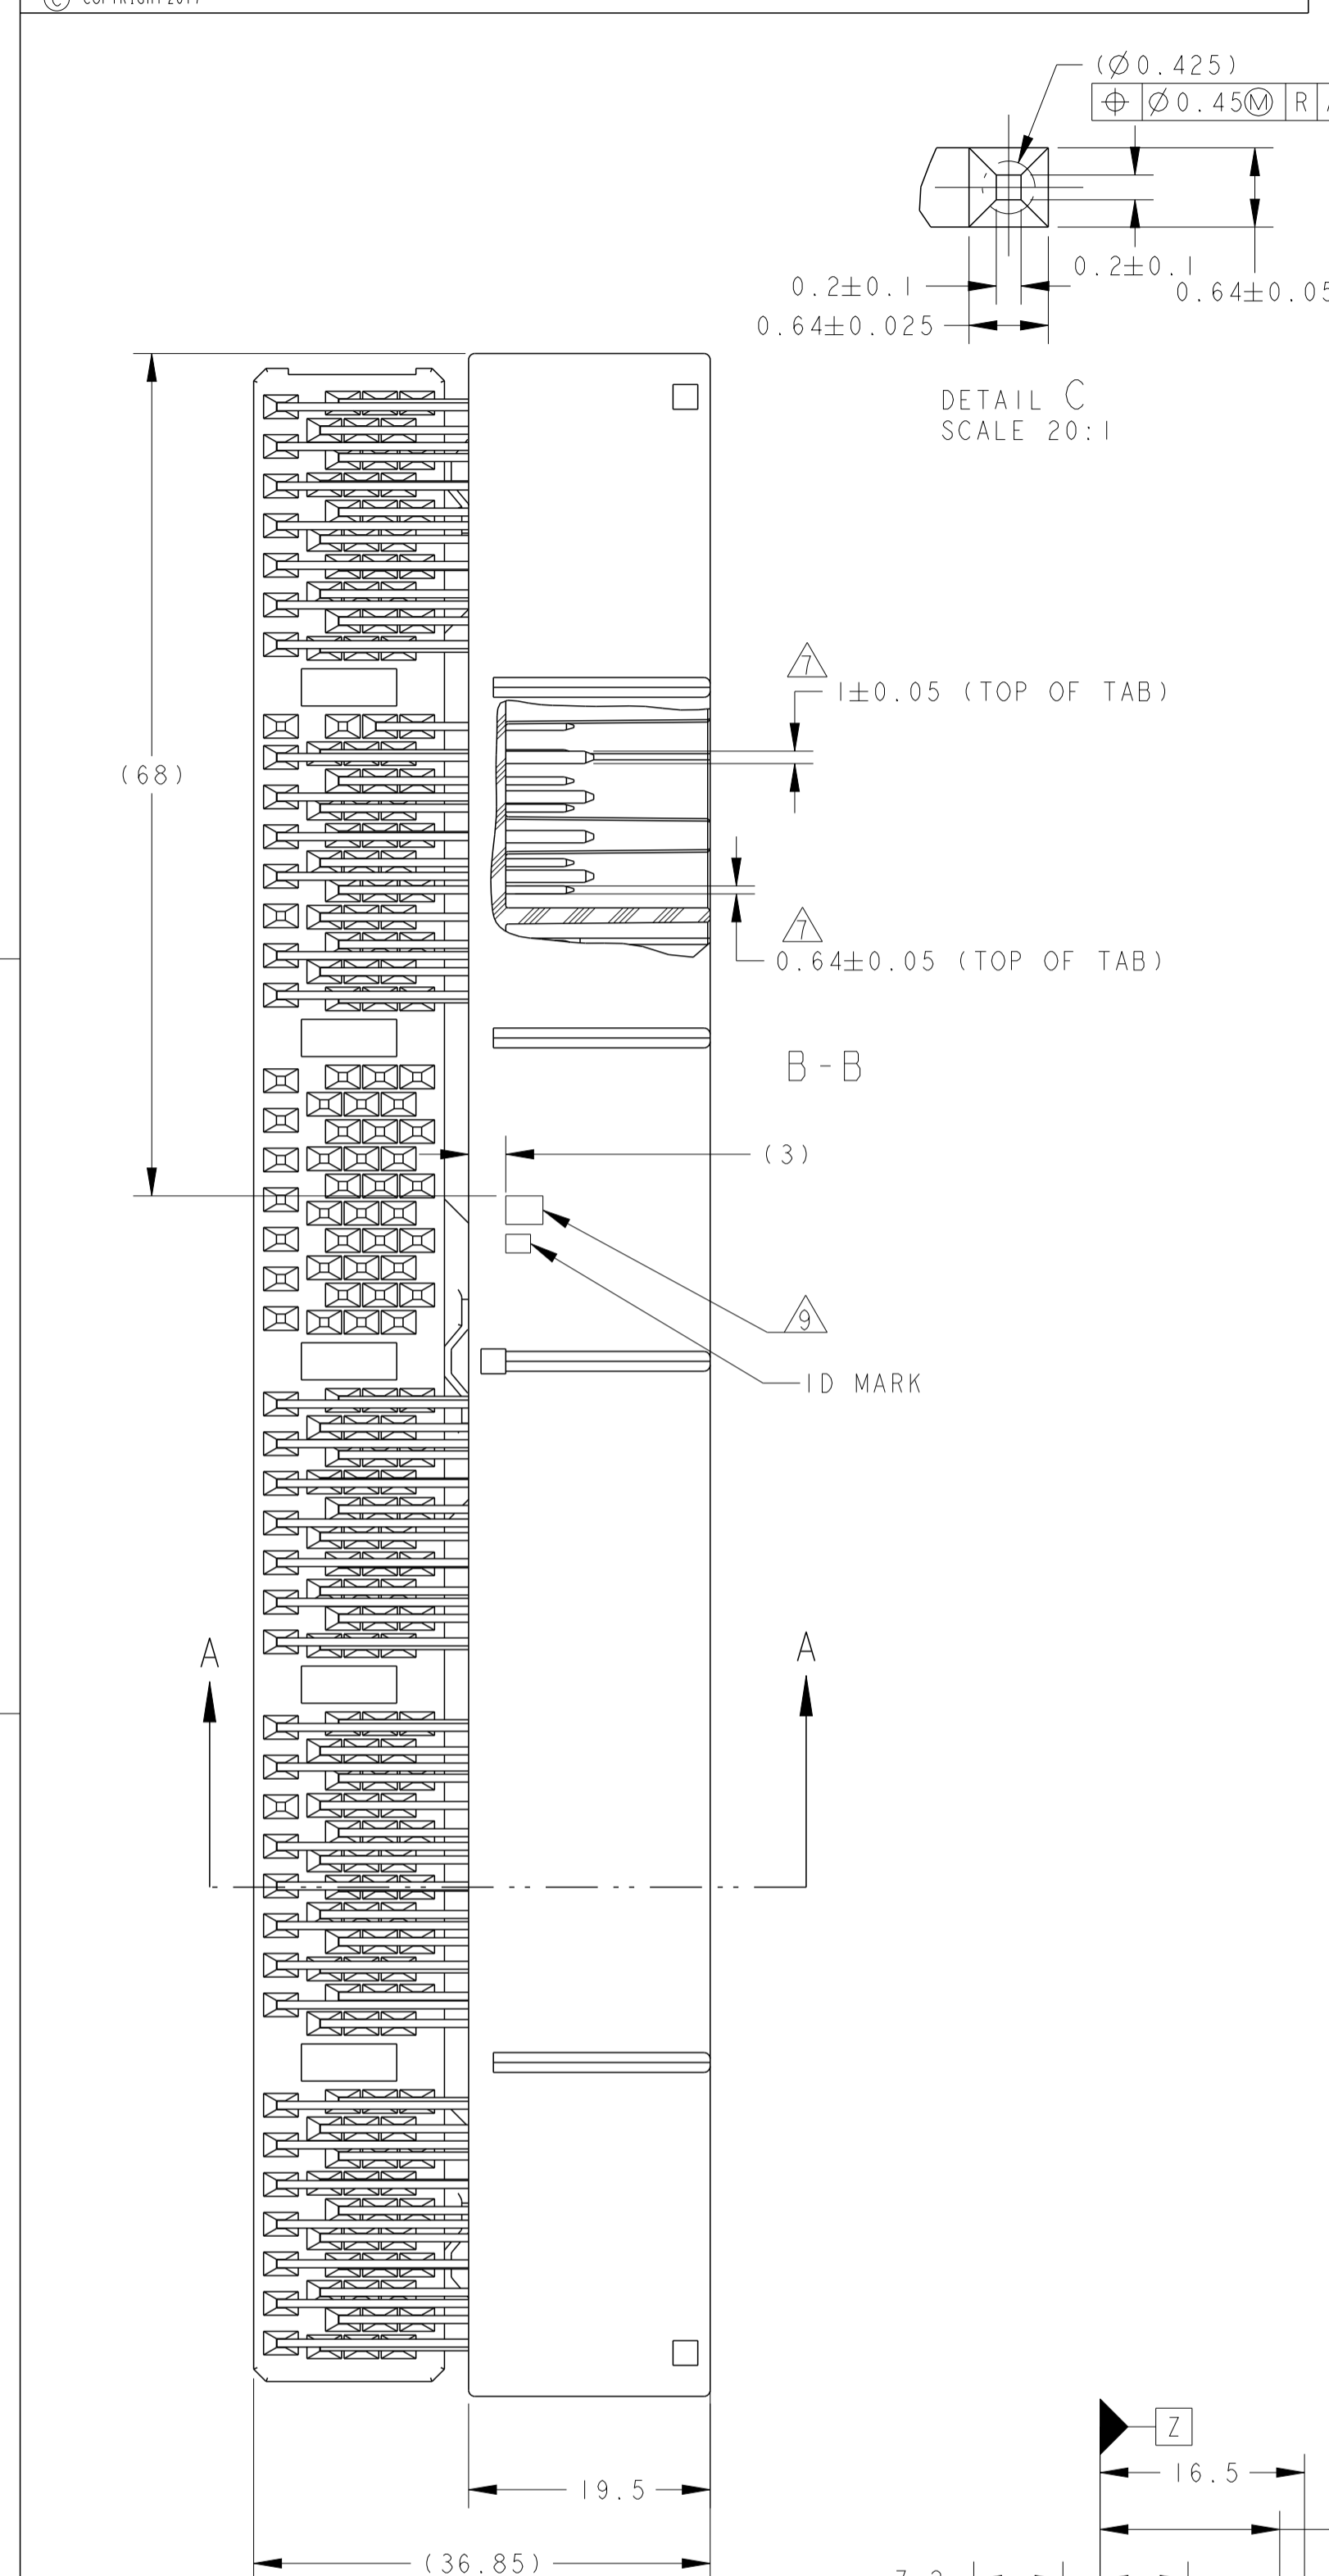 © COPYRIGHT 2017
(Ø0.425)
⌖ Ø0.45Ⓜ R
0.2±0.1
0.2±0.1
0.64±0.05
0.64±0.025
DETAIL C
SCALE 20:1
7
1±0.05 (TOP OF TAB)
(68)
7
0.64±0.05 (TOP OF TAB)
B-B
(3)
9
ID MARK
A
A
Z
16.5
19.5
(36.85)